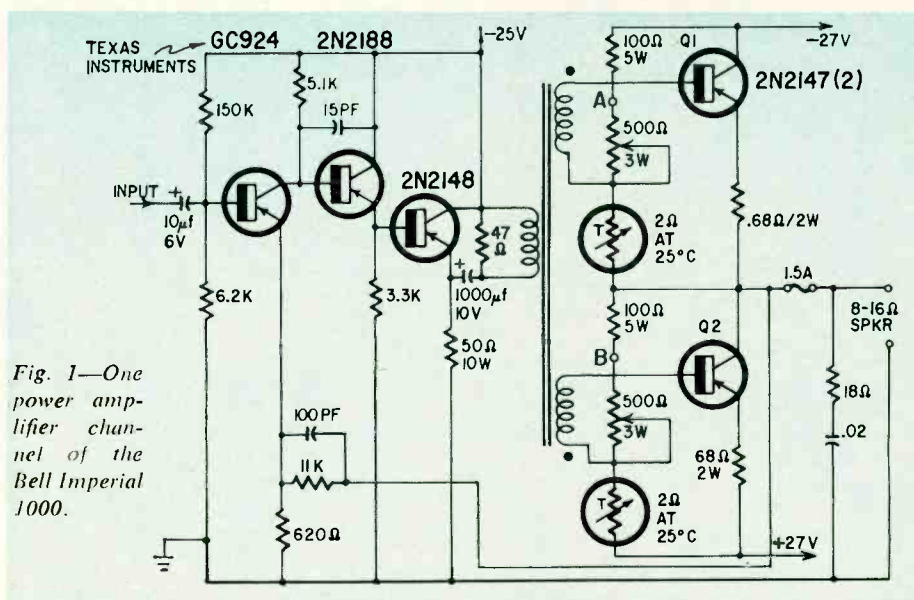 TEXAS
INSTRUMENTS
GC924
2N2188
-25V
100Ω
5W
Q1
-27V
5.1K
2N2147(2)
150K
15PF
A
500Ω
3W
2N2148
INPUT
+
10µf
6V
47
Ω
T
2Ω
AT
25°C
.68Ω/2W
1.5A
+
1000µf
10V
6.2K
3.3K
100Ω
5W
Q2
8-16Ω
SPKR
50Ω
10W
B
Fig. 1—One
power amp-
lifier chan-
nel of the
Bell Imperial
1000.
500Ω
3W
18Ω
100PF
68Ω
2W
.02
11K
T
2Ω
AT
25°C
620Ω
+27V